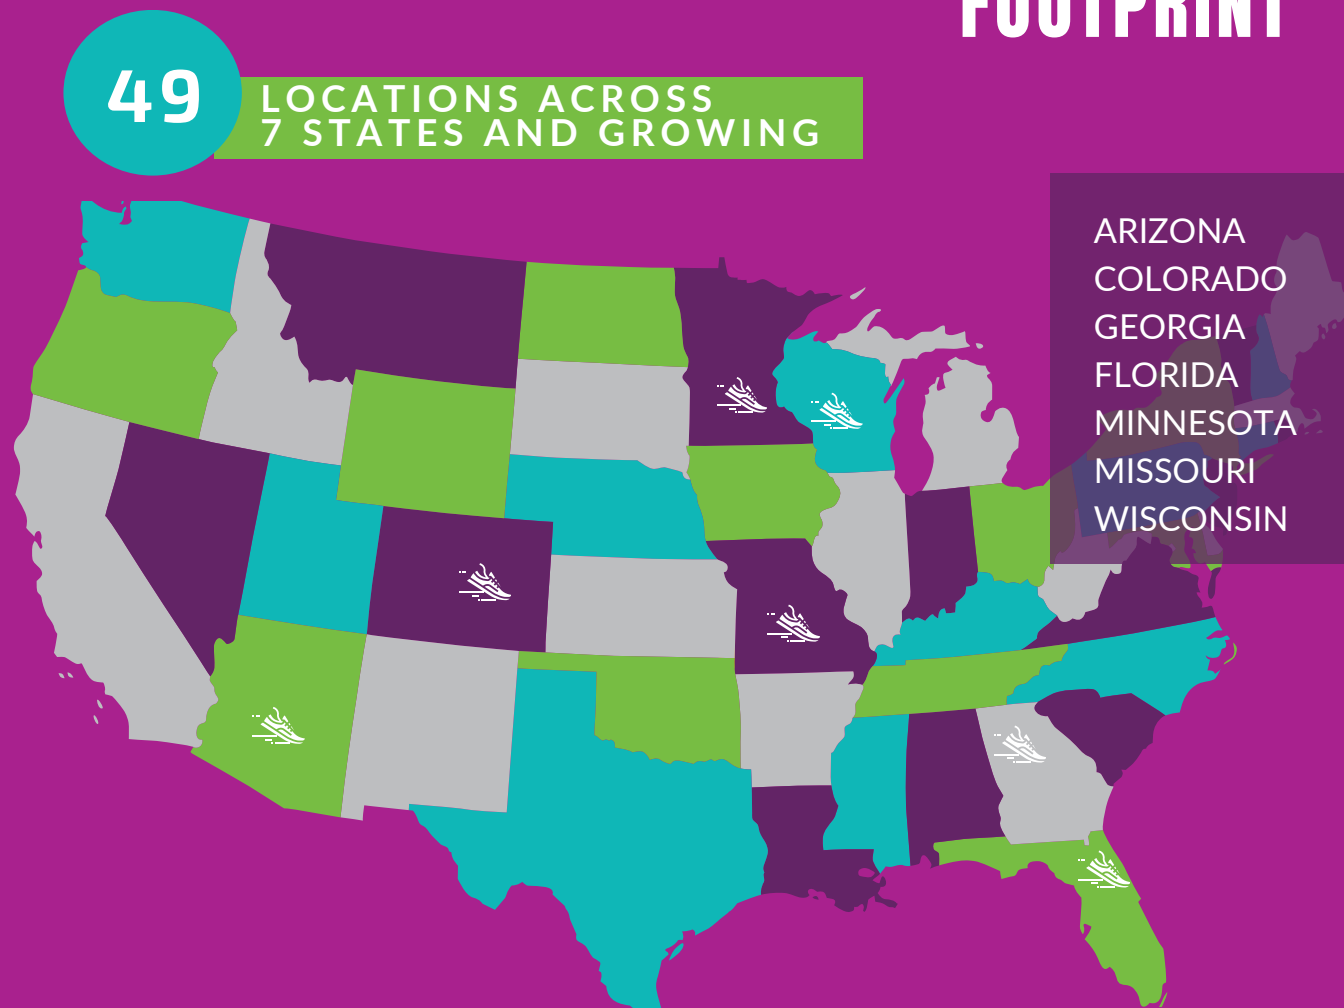 FOOTPRINT
49
LOCATIONS ACROSS
7 STATES AND GROWING
ARIZONA
COLORADO
GEORGIA
FLORIDA
MINNESOTA
MISSOURI
WISCONSIN